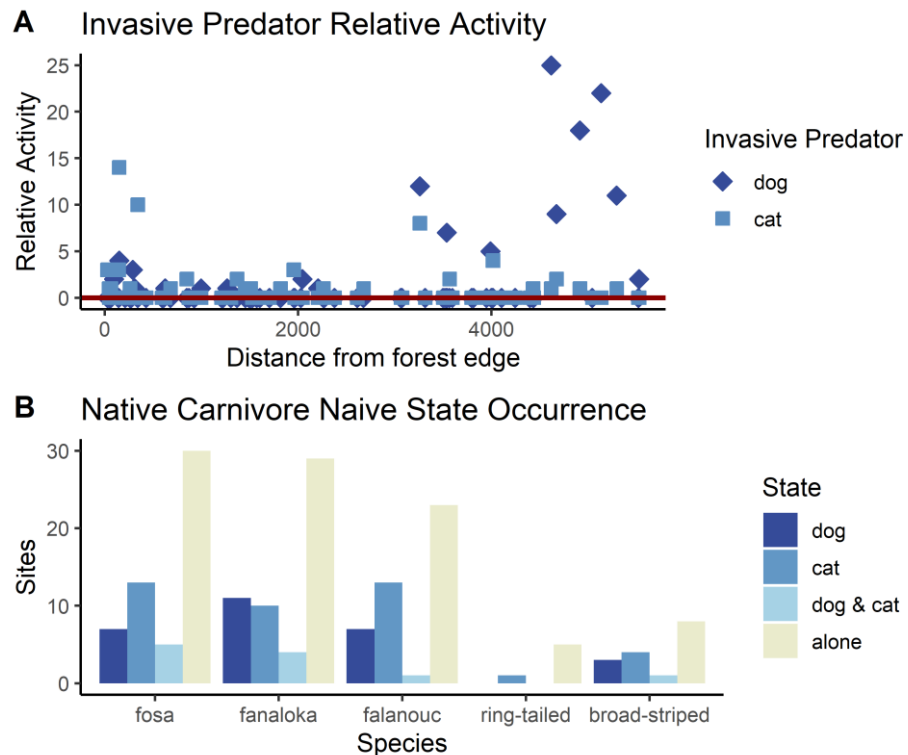 A Invasive Predator Relative Activity
25
20
15
10
5
0
Relative Activity
0 2000 4000
Distance from forest edge
Invasive Predator
dog
cat
B Native Carnivore Naive State Occurrence
30
20
10
0
Sites
fosa fanaloka falanouc ring-tailed broad-striped
Species
State
dog
cat
dog & cat
alone